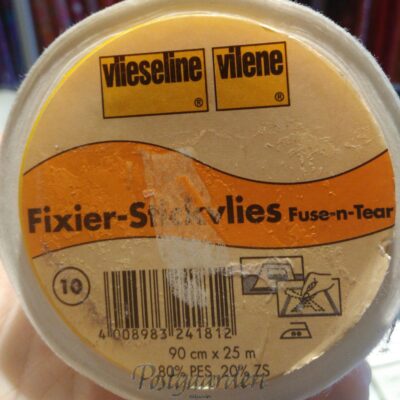 vlieseline ® vilene ®
Fixier-Stickvlies Fuse-n-Tear
10
4 008983 241812
90 cm x 25 m
80% PES, 20% ZS
Postgaarden